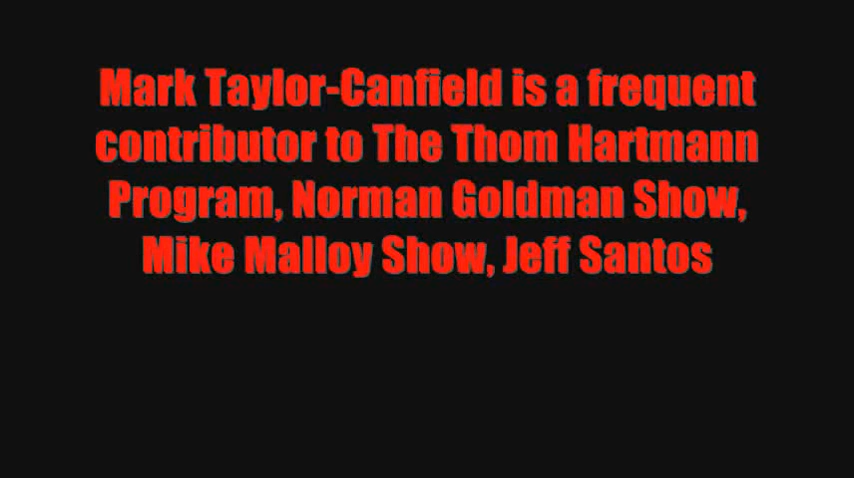 Mark Taylor-Canfield is a frequent
contributor to The Thom Hartmann
Program, Norman Goldman Show,
Mike Malloy Show, Jeff Santos